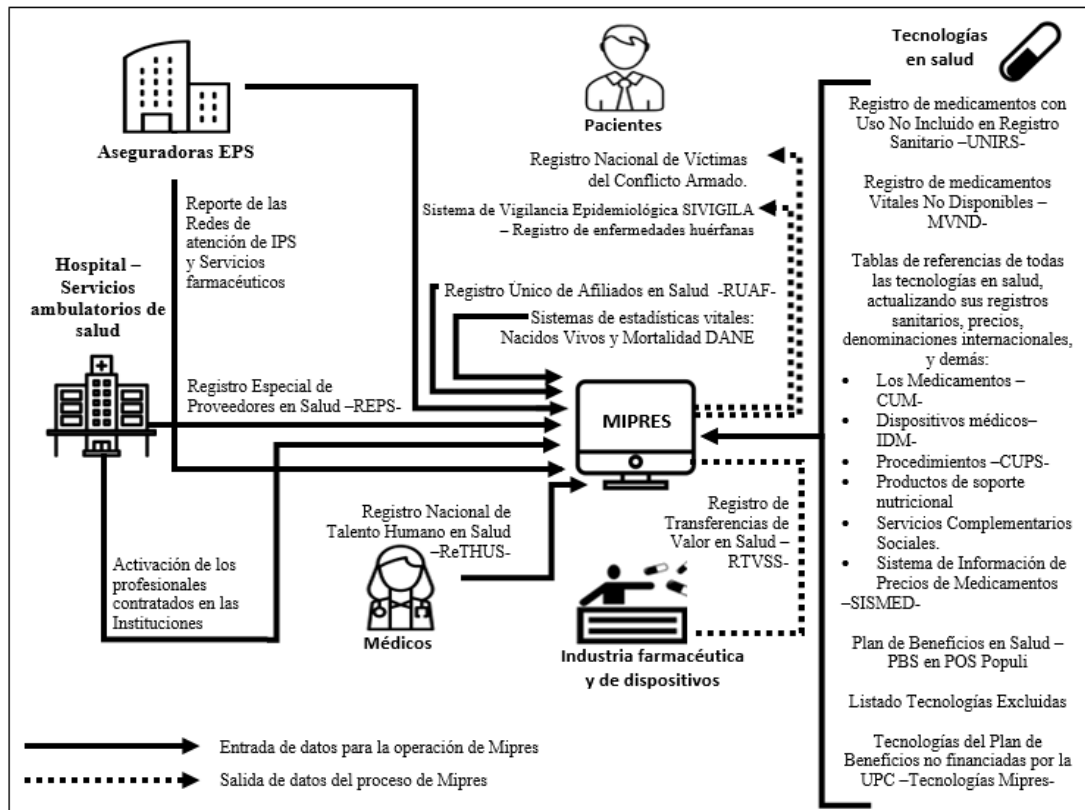 Aseguradoras EPS
Reporte de las
Redes de
atención de IPS
y Servicios
farmacéuticos
Hospital –
Servicios
ambulatorios de
salud
Registro Especial de
Proveedores en Salud –REPS-
Activación de los
profesionales
contratados en las
Instituciones
Pacientes
Registro Nacional de Víctimas
del Conflicto Armado.
Sistema de Vigilancia Epidemiológica SIVIGILA
– Registro de enfermedades huérfanas
Registro Único de Afiliados en Salud -RUAF-
Sistemas de estadísticas vitales:
Nacidos Vivos y Mortalidad DANE
MIPRES
Registro Nacional de
Talento Humano en Salud
–ReTHUS-
Médicos
Registro de
Transferencias de
Valor en Salud –
RTVSS-
Industria farmacéutica
y de dispositivos
Tecnologías
en salud
Registro de medicamentos con
Uso No Incluido en Registro
Sanitario –UNIRS-
Registro de medicamentos
Vitales No Disponibles –
MVND-
Tablas de referencias de todas
las tecnologías en salud,
actualizando sus registros
sanitarios, precios,
denominaciones internacionales,
y demás:
• Los Medicamentos –
CUM-
• Dispositivos médicos–
IDM-
• Procedimientos –CUPS-
• Productos de soporte
nutricional
• Servicios Complementarios
Sociales.
• Sistema de Información de
Precios de Medicamentos
–SISMED-
Plan de Beneficios en Salud –
PBS en POS Populi
Listado Tecnologías Excluidas
Tecnologías del Plan de
Beneficios no financiadas por la
UPC –Tecnologías Mipres-
Entrada de datos para la operación de Mipres
Salida de datos del proceso de Mipres